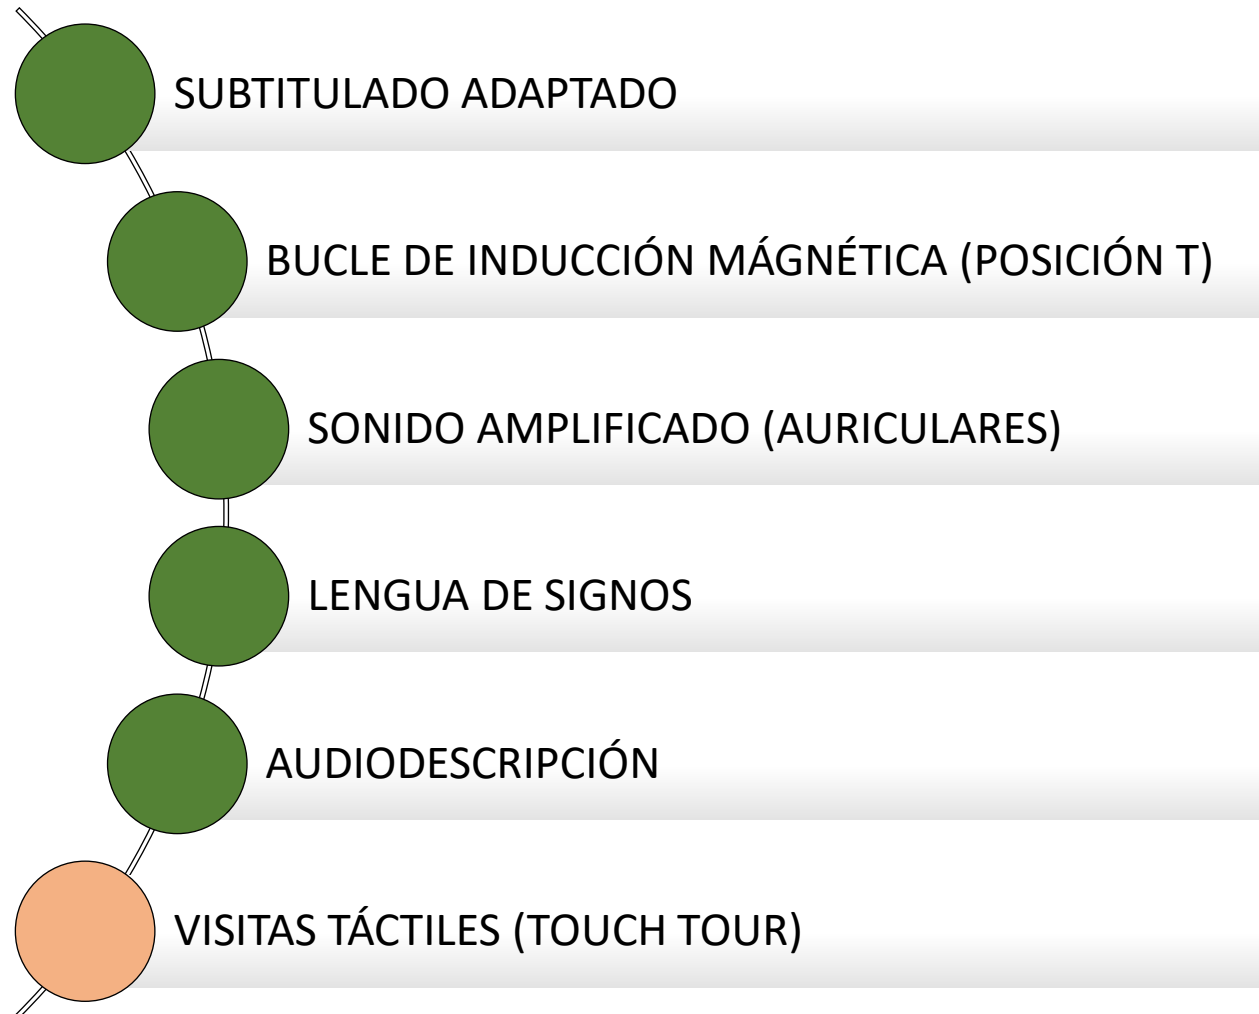 SUBTITULADO ADAPTADO
BUCLE DE INDUCCIÓN MÁGNÉTICA (POSICIÓN T)
SONIDO AMPLIFICADO (AURICULARES)
LENGUA DE SIGNOS
AUDIODESCRIPCIÓN
VISITAS TÁCTILES (TOUCH TOUR)